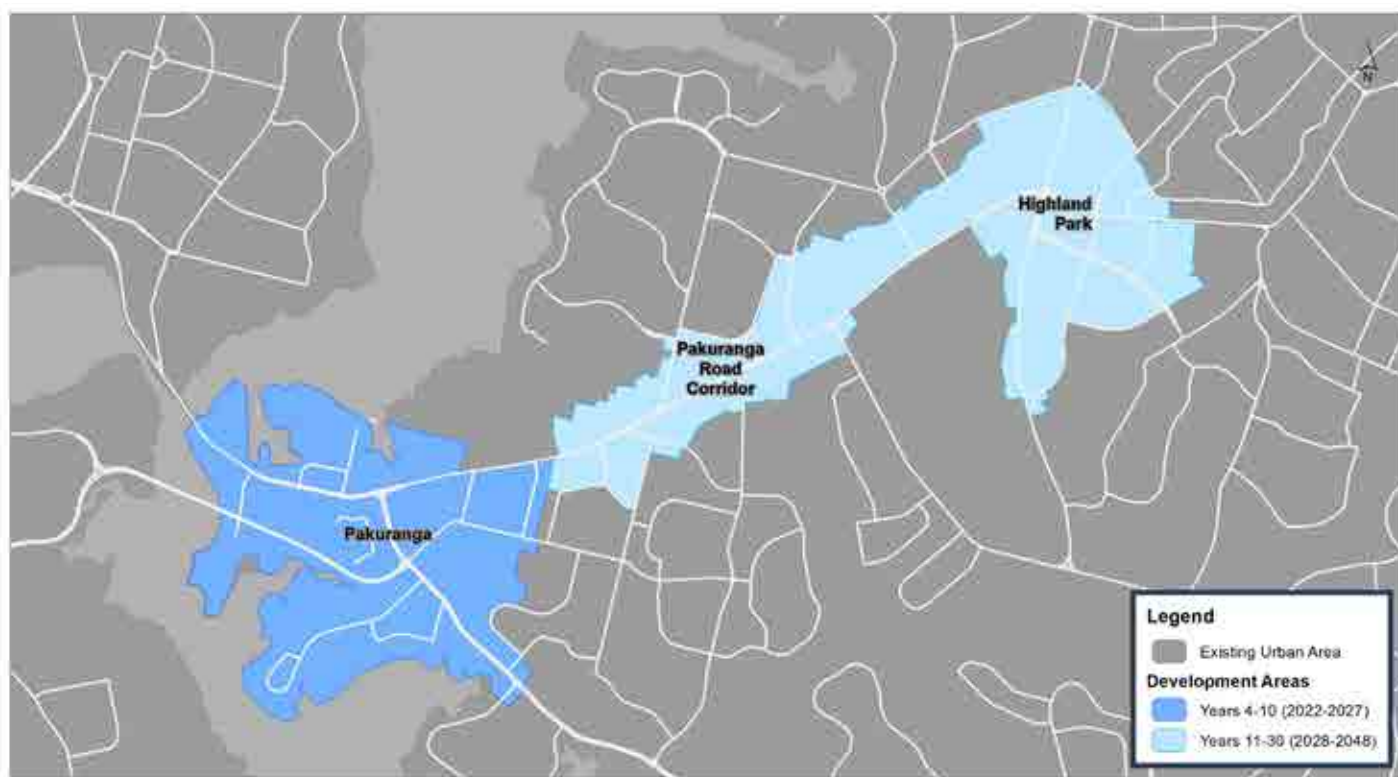 N
Highland
Park
Pakuranga
Road
Corridor
Pakuranga
Legend
Existing Urban Area
Development Areas
Years 4-10 (2022-2027)
Years 11-30 (2028-2048)